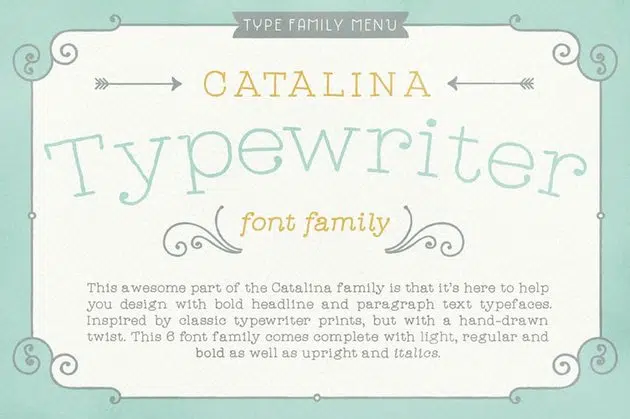 TYPE FAMILY MENU
CATALINA
Typewriter
font family
This awesome part of the Catalina family is that it's here to help
you design with bold headline and paragraph text typefaces.
Inspired by classic typewriter prints, but with a hand-drawn
twist. This 6 font family comes complete with light, regular and
bold as well as upright and italics.